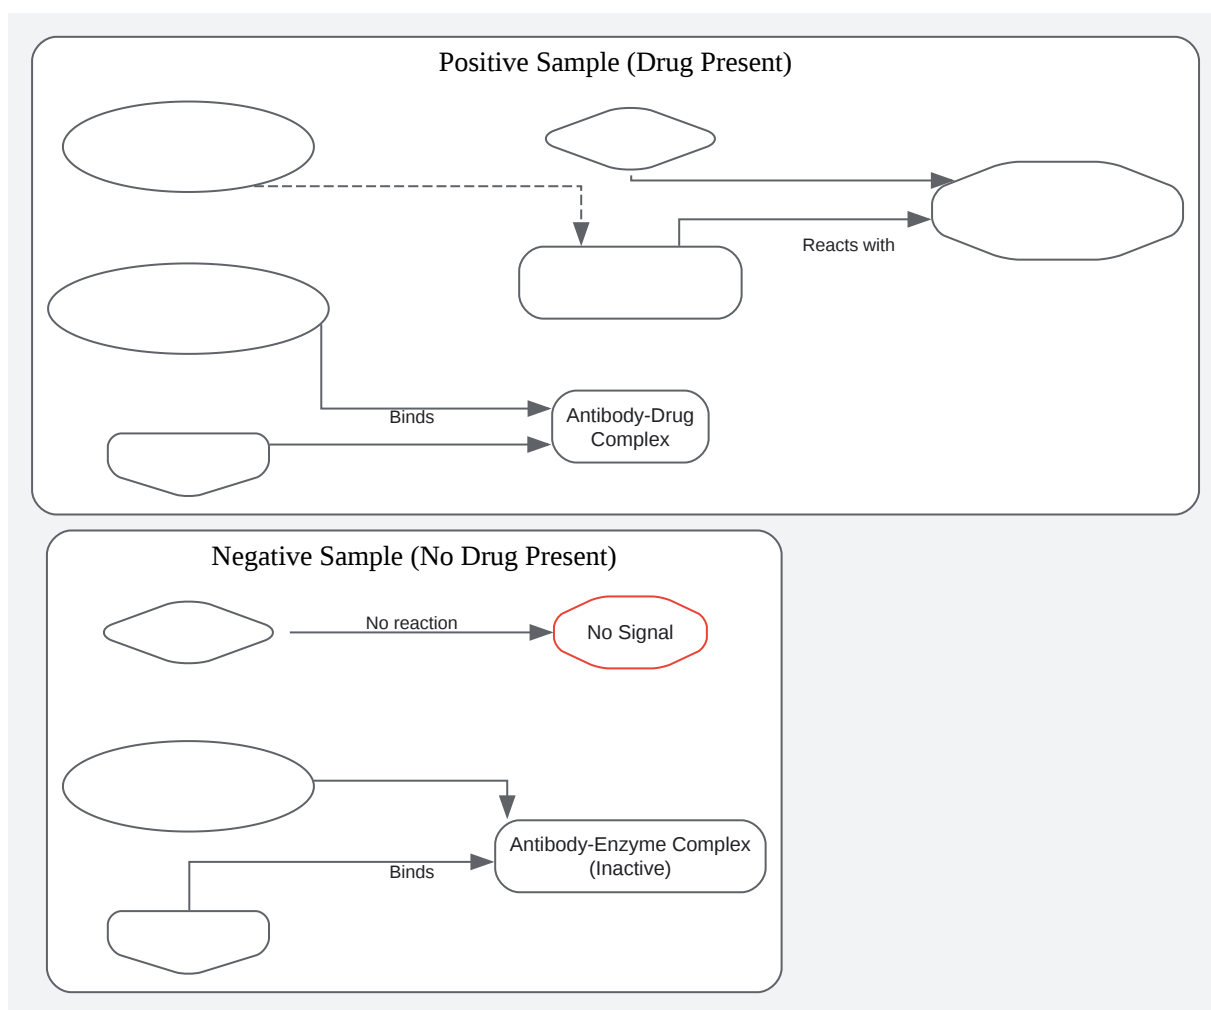 Positive Sample (Drug Present)
Reacts with
Binds
Antibody-Drug
Complex
Negative Sample (No Drug Present)
No reaction
No Signal
Antibody-Enzyme Complex
(Inactive)
Binds